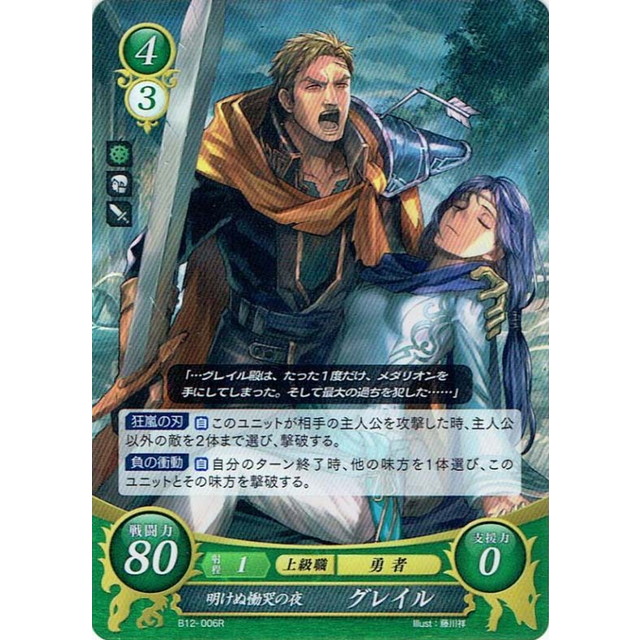 4
3
「…グレイル殿は、たった1度だけ、メダリオンを
手にしてしまった。そして最大の過ちを犯した……」
狂嵐の刃 自 このユニットが相手の主人公を攻撃した時、主人公
以外の敵を2体まで選び、撃破する。
負の衝動 自 自分のターン終了時、他の味方を1体選び、この
ユニットとその味方を撃破する。
戦闘力
80
射程 1
上級職
勇者
支援力
0
明けぬ慟哭の夜 グレイル
B12-006R
Illust：藤川祥